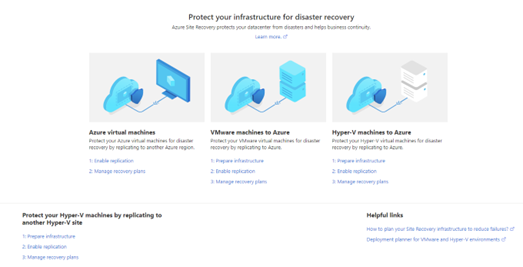 Protect your infrastructure for disaster recovery
Azure Site Recovery protects your datacenter from disasters and helps business continuity.
Learn more.
Azure virtual machines
Protect your Azure virtual machines for disaster
recovery by replicating to another Azure region.
1: Enable replication
2: Manage recovery plans
VMware machines to Azure
Protect your VMware virtual machines for disaster
recovery by replicating to Azure.
1: Prepare infrastructure
2: Enable replication
3: Manage recovery plans
Hyper-V machines to Azure
Protect your Hyper-V virtual machines for disaster
recovery by replicating to Azure.
1: Prepare infrastructure
2: Enable replication
3: Manage recovery plans
Protect your Hyper-V machines by replicating to
another Hyper-V site
1: Prepare infrastructure
2: Enable replication
3: Manage recovery plans
Helpful links
How to plan your Site Recovery infrastructure to reduce failures?
Deployment planner for VMware and Hyper-V environments